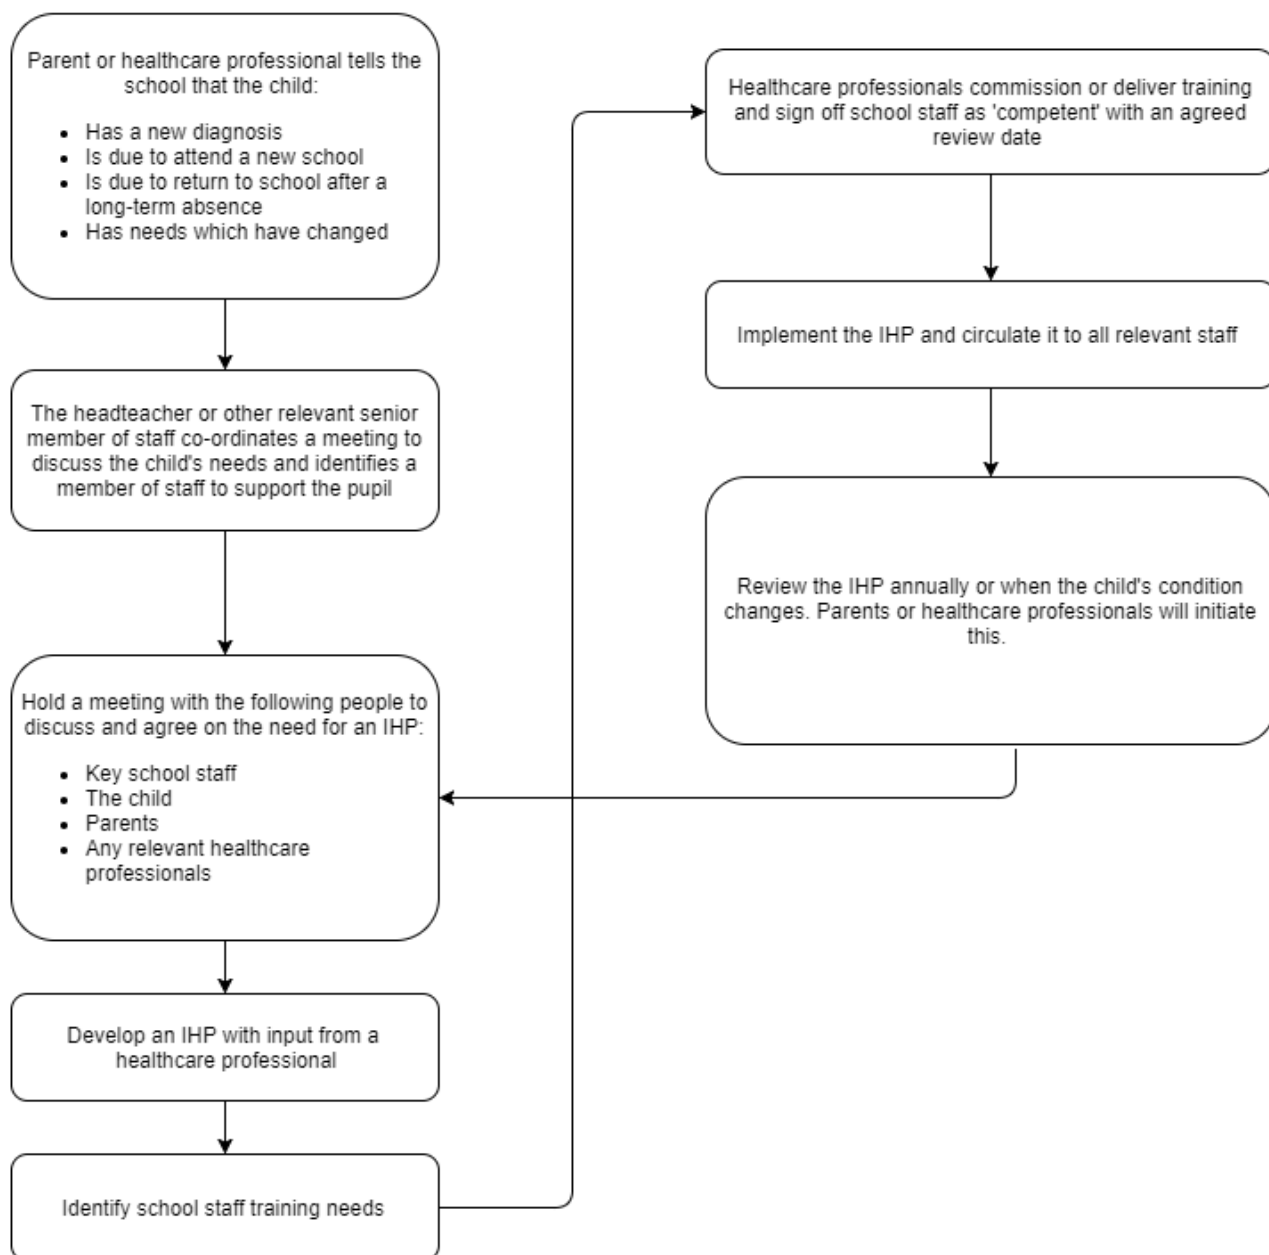 Parent or healthcare professional tells the
school that the child:
• Has a new diagnosis
• Is due to attend a new school
• Is due to return to school after a
long-term absence
• Has needs which have changed
The headteacher or other relevant senior
member of staff co-ordinates a meeting to
discuss the child's needs and identifies a
member of staff to support the pupil
Hold a meeting with the following people to
discuss and agree on the need for an IHP:
• Key school staff
• The child
• Parents
• Any relevant healthcare
professionals
Develop an IHP with input from a
healthcare professional
Identify school staff training needs
Healthcare professionals commission or deliver training
and sign off school staff as 'competent' with an agreed
review date
Implement the IHP and circulate it to all relevant staff
Review the IHP annually or when the child's condition
changes. Parents or healthcare professionals will initiate
this.